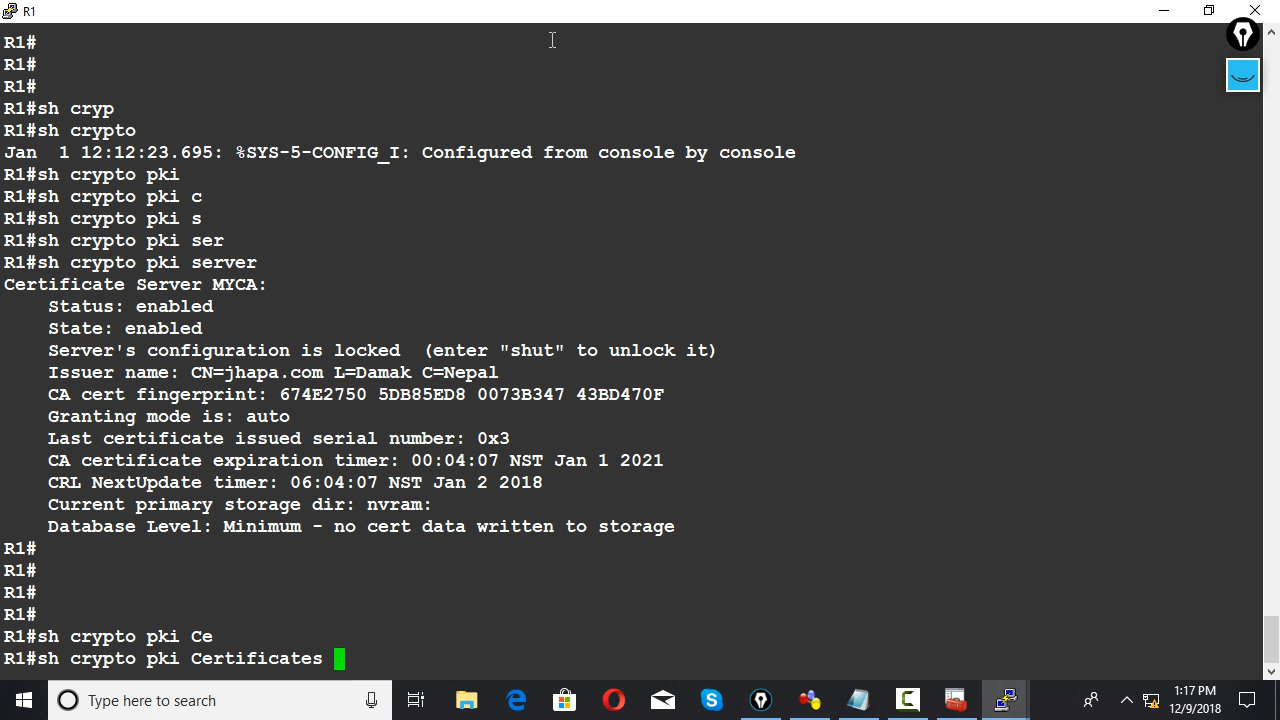 R1
R1#
R1#
R1#
R1#sh cryp
R1#sh crypto
Jan  1 12:12:23.695: %SYS-5-CONFIG_I: Configured from console by console
R1#sh crypto pki
R1#sh crypto pki c
R1#sh crypto pki s
R1#sh crypto pki ser
R1#sh crypto pki server
Certificate Server MYCA:
    Status: enabled
    State: enabled
    Server's configuration is locked  (enter "shut" to unlock it)
    Issuer name: CN=jhapa.com L=Damak C=Nepal
    CA cert fingerprint: 674E2750 5DB85ED8 0073B347 43BD470F
    Granting mode is: auto
    Last certificate issued serial number: 0x3
    CA certificate expiration timer: 00:04:07 NST Jan 1 2021
    CRL NextUpdate timer: 06:04:07 NST Jan 2 2018
    Current primary storage dir: nvram:
    Database Level: Minimum - no cert data written to storage
R1#
R1#
R1#
R1#
R1#sh crypto pki Ce
R1#sh crypto pki Certificates
Type here to search
1:17 PM
12/9/2018